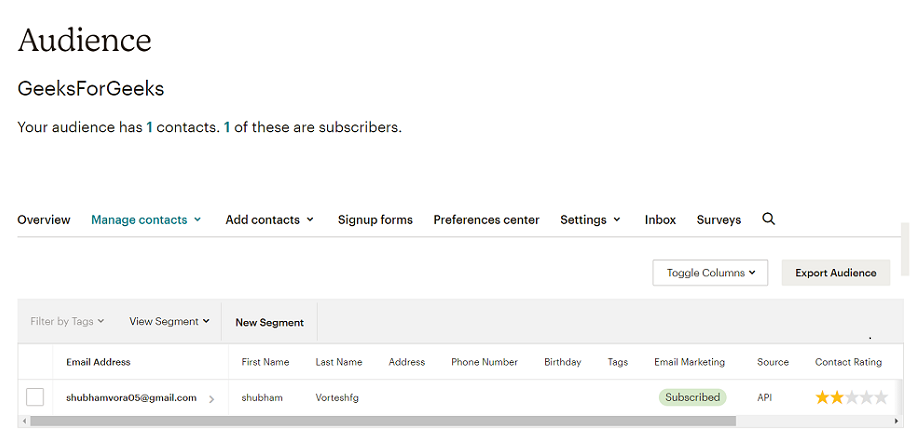 Audience
GeeksForGeeks
Your audience has 1 contacts. 1 of these are subscribers.
Overview Manage contacts Add contacts Signup forms Preferences center Settings Inbox Surveys
Toggle Columns Export Audience
Filter by Tags View Segment New Segment
Email Address First Name Last Name Address Phone Number Birthday Tags Email Marketing Source Contact Rating
shubhamvora05@gmail.com shubham Vorteshfg Subscribed API